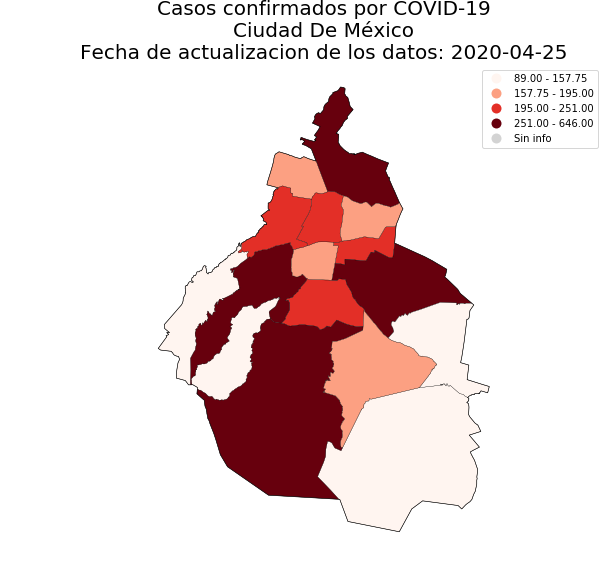 Casos confirmados por COVID-19
Ciudad De México
Fecha de actualizacion de los datos: 2020-04-25
89.00 - 157.75
157.75 - 195.00
195.00 - 251.00
251.00 - 646.00
Sin info